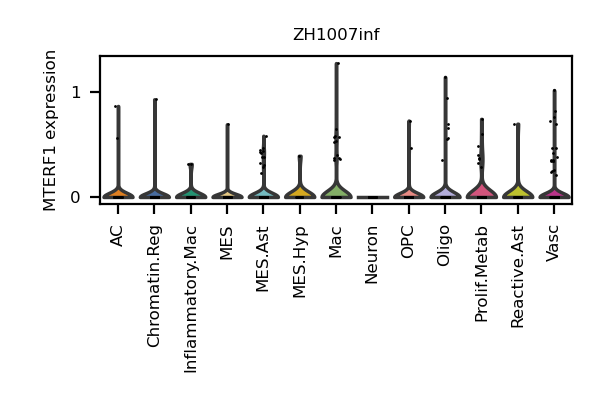 ZH1007inf
MTERF1 expression
1
0
AC
Chromatin.Reg
Inflammatory.Mac
MES
MES.Ast
MES.Hyp
Mac
Neuron
OPC
Oligo
Prolif.Metab
Reactive.Ast
Vasc